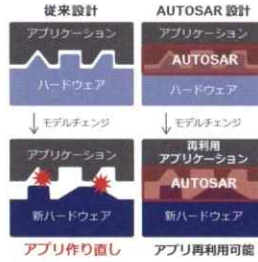 従来設計
アプリケーション
ハードウェア
モデルチェンジ
アプリケーション
新ハードウェア
アプリ作り直し
AUTOSAR 設計
アプリケーション
AUTOSAR
ハードウェア
モデルチェンジ
再利用
アプリケーション
AUTOSAR
新ハードウェア
アプリ再利用可能